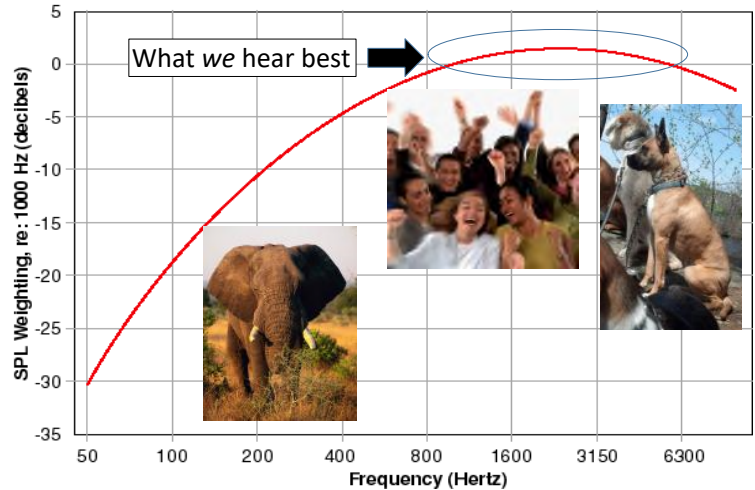 5
What we hear best
0
-5
-10
-15
-20
-25
-30
-35
SPL Weighting, re: 1000 Hz (decibels)
50 100 200 400 800 1600 3150 6300
Frequency (Hertz)